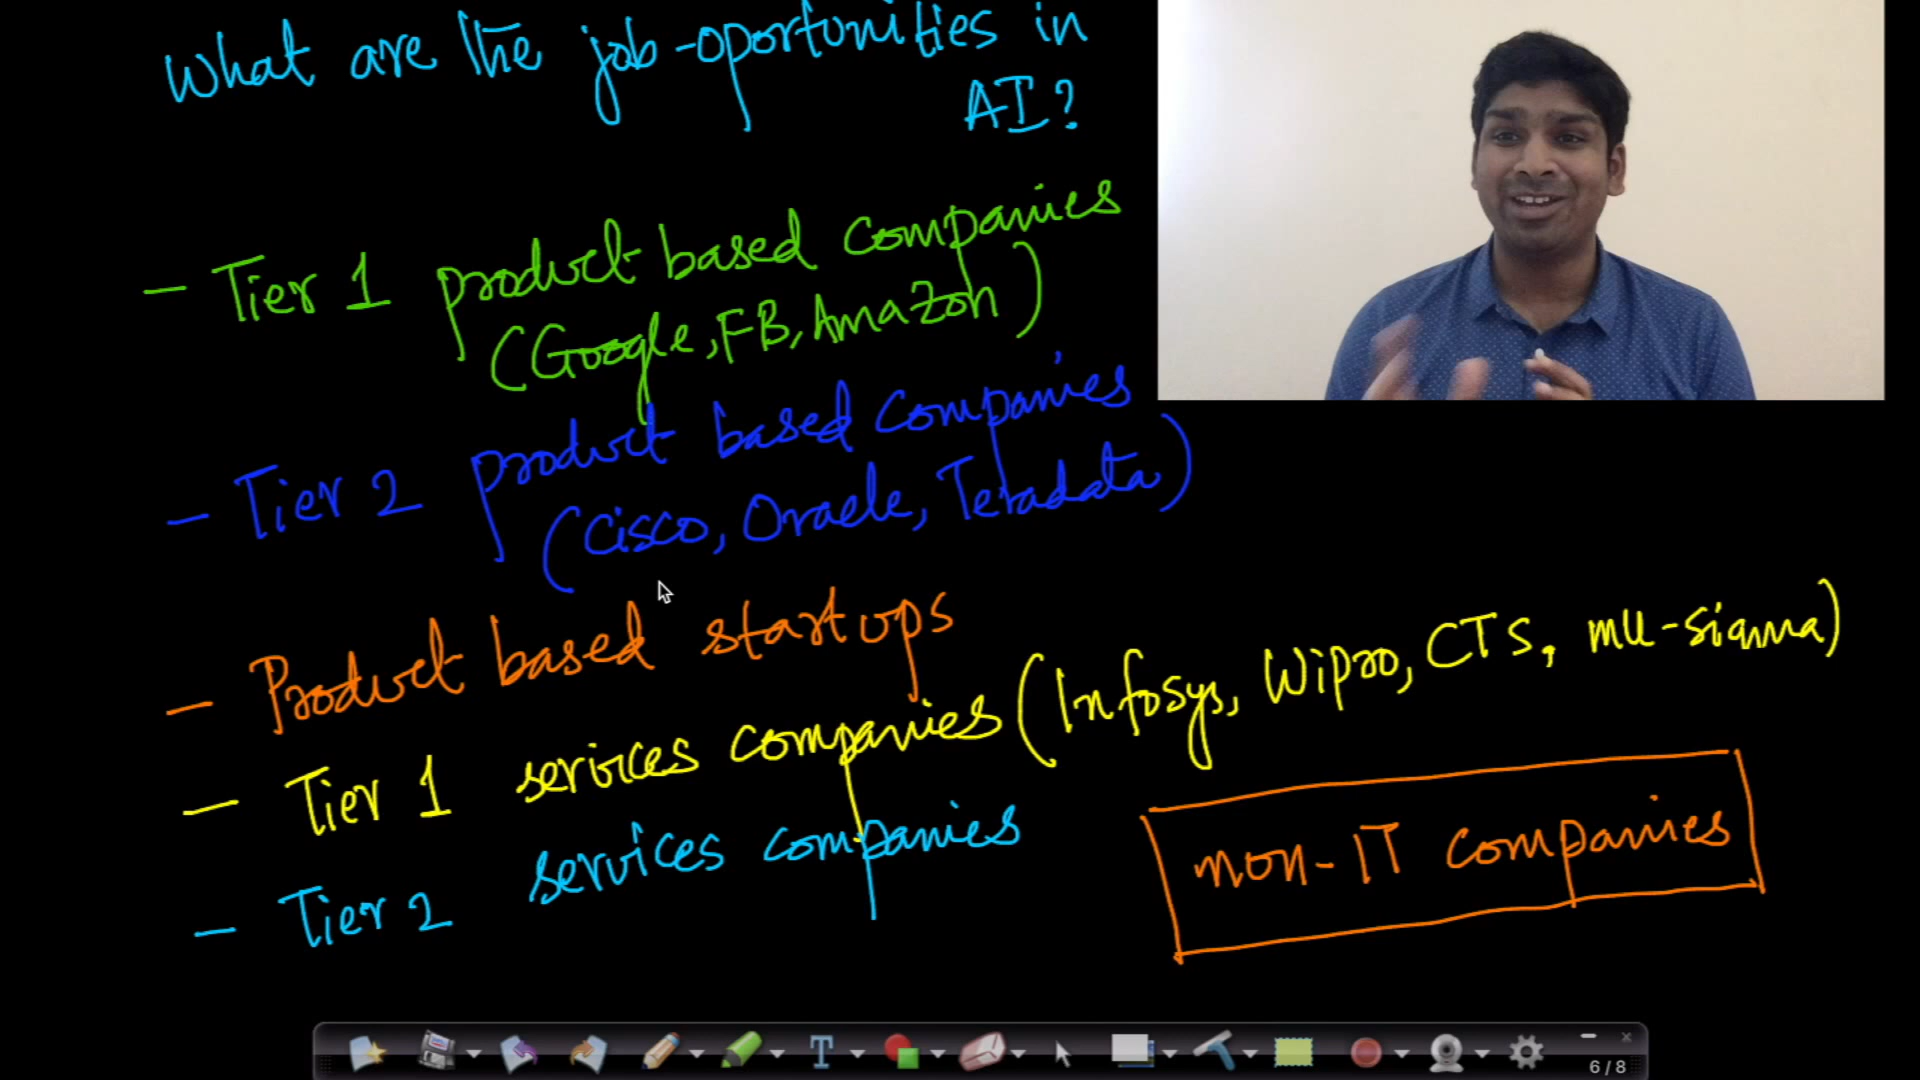 What are the job-oportunities in
AI?
- Tier 1 product based companies
(Google, FB, Amazon)
- Tier 2 product based companies
(Cisco, Oracle, Teradata)
- Product based startups
- Tier 1 services companies (Infosys, Wipro, CTS, mu-sigma)
- Tier 2 services companies
non-IT companies
T
6/8